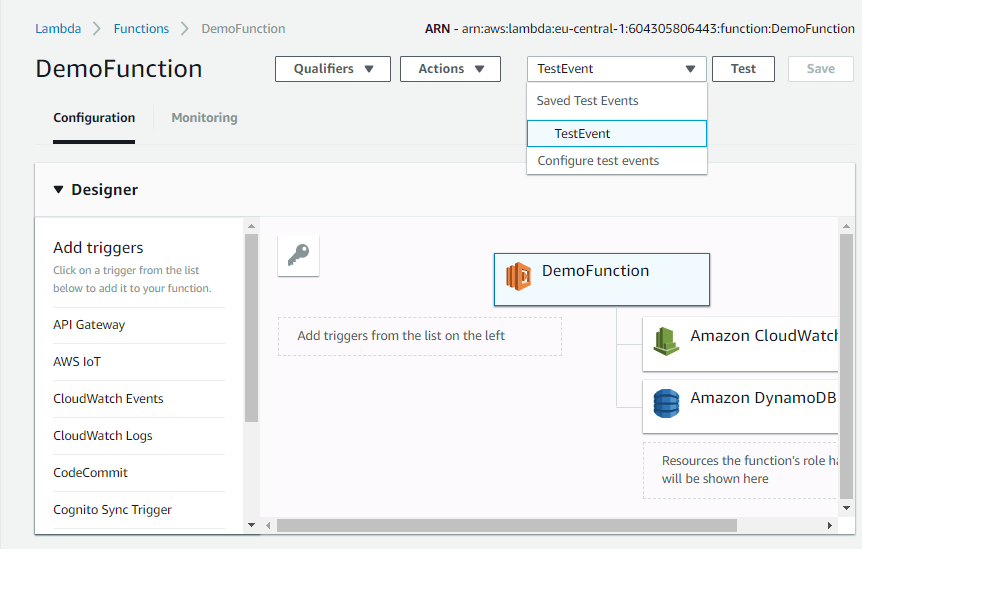 Lambda Functions DemoFunction ARN - arn:aws:lambda:eu-central-1:604305806443:function:DemoFunction
DemoFunction Qualifiers Actions TestEvent Test Save
Saved Test Events
TestEvent
Configure test events
Configuration Monitoring
Designer
Add triggers
Click on a trigger from the list
below to add it to your function.
API Gateway
AWS IoT
CloudWatch Events
CloudWatch Logs
CodeCommit
Cognito Sync Trigger
DemoFunction
Add triggers from the list on the left
Amazon CloudWatch
Amazon DynamoDB
Resources the function's role ha
will be shown here